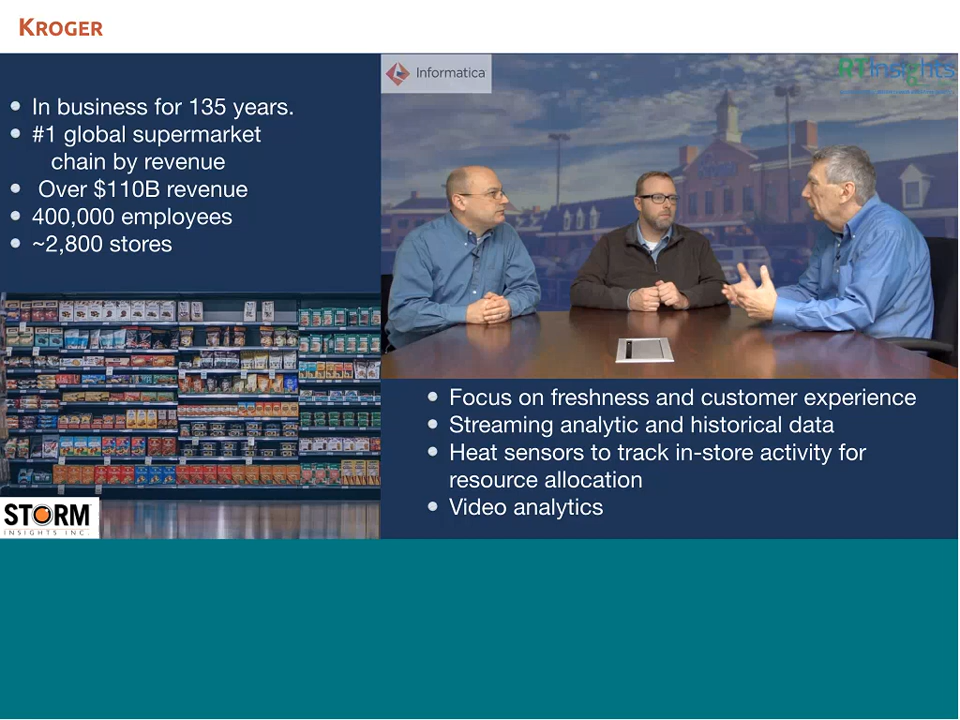 KROGER
In business for 135 years.
#1 global supermarket
chain by revenue
Over $110B revenue
400,000 employees
~2,800 stores
Informatica
RTInsights
Focus on freshness and customer experience
Streaming analytic and historical data
Heat sensors to track in-store activity for
resource allocation
Video analytics
STORM
INSIGHTS INC.